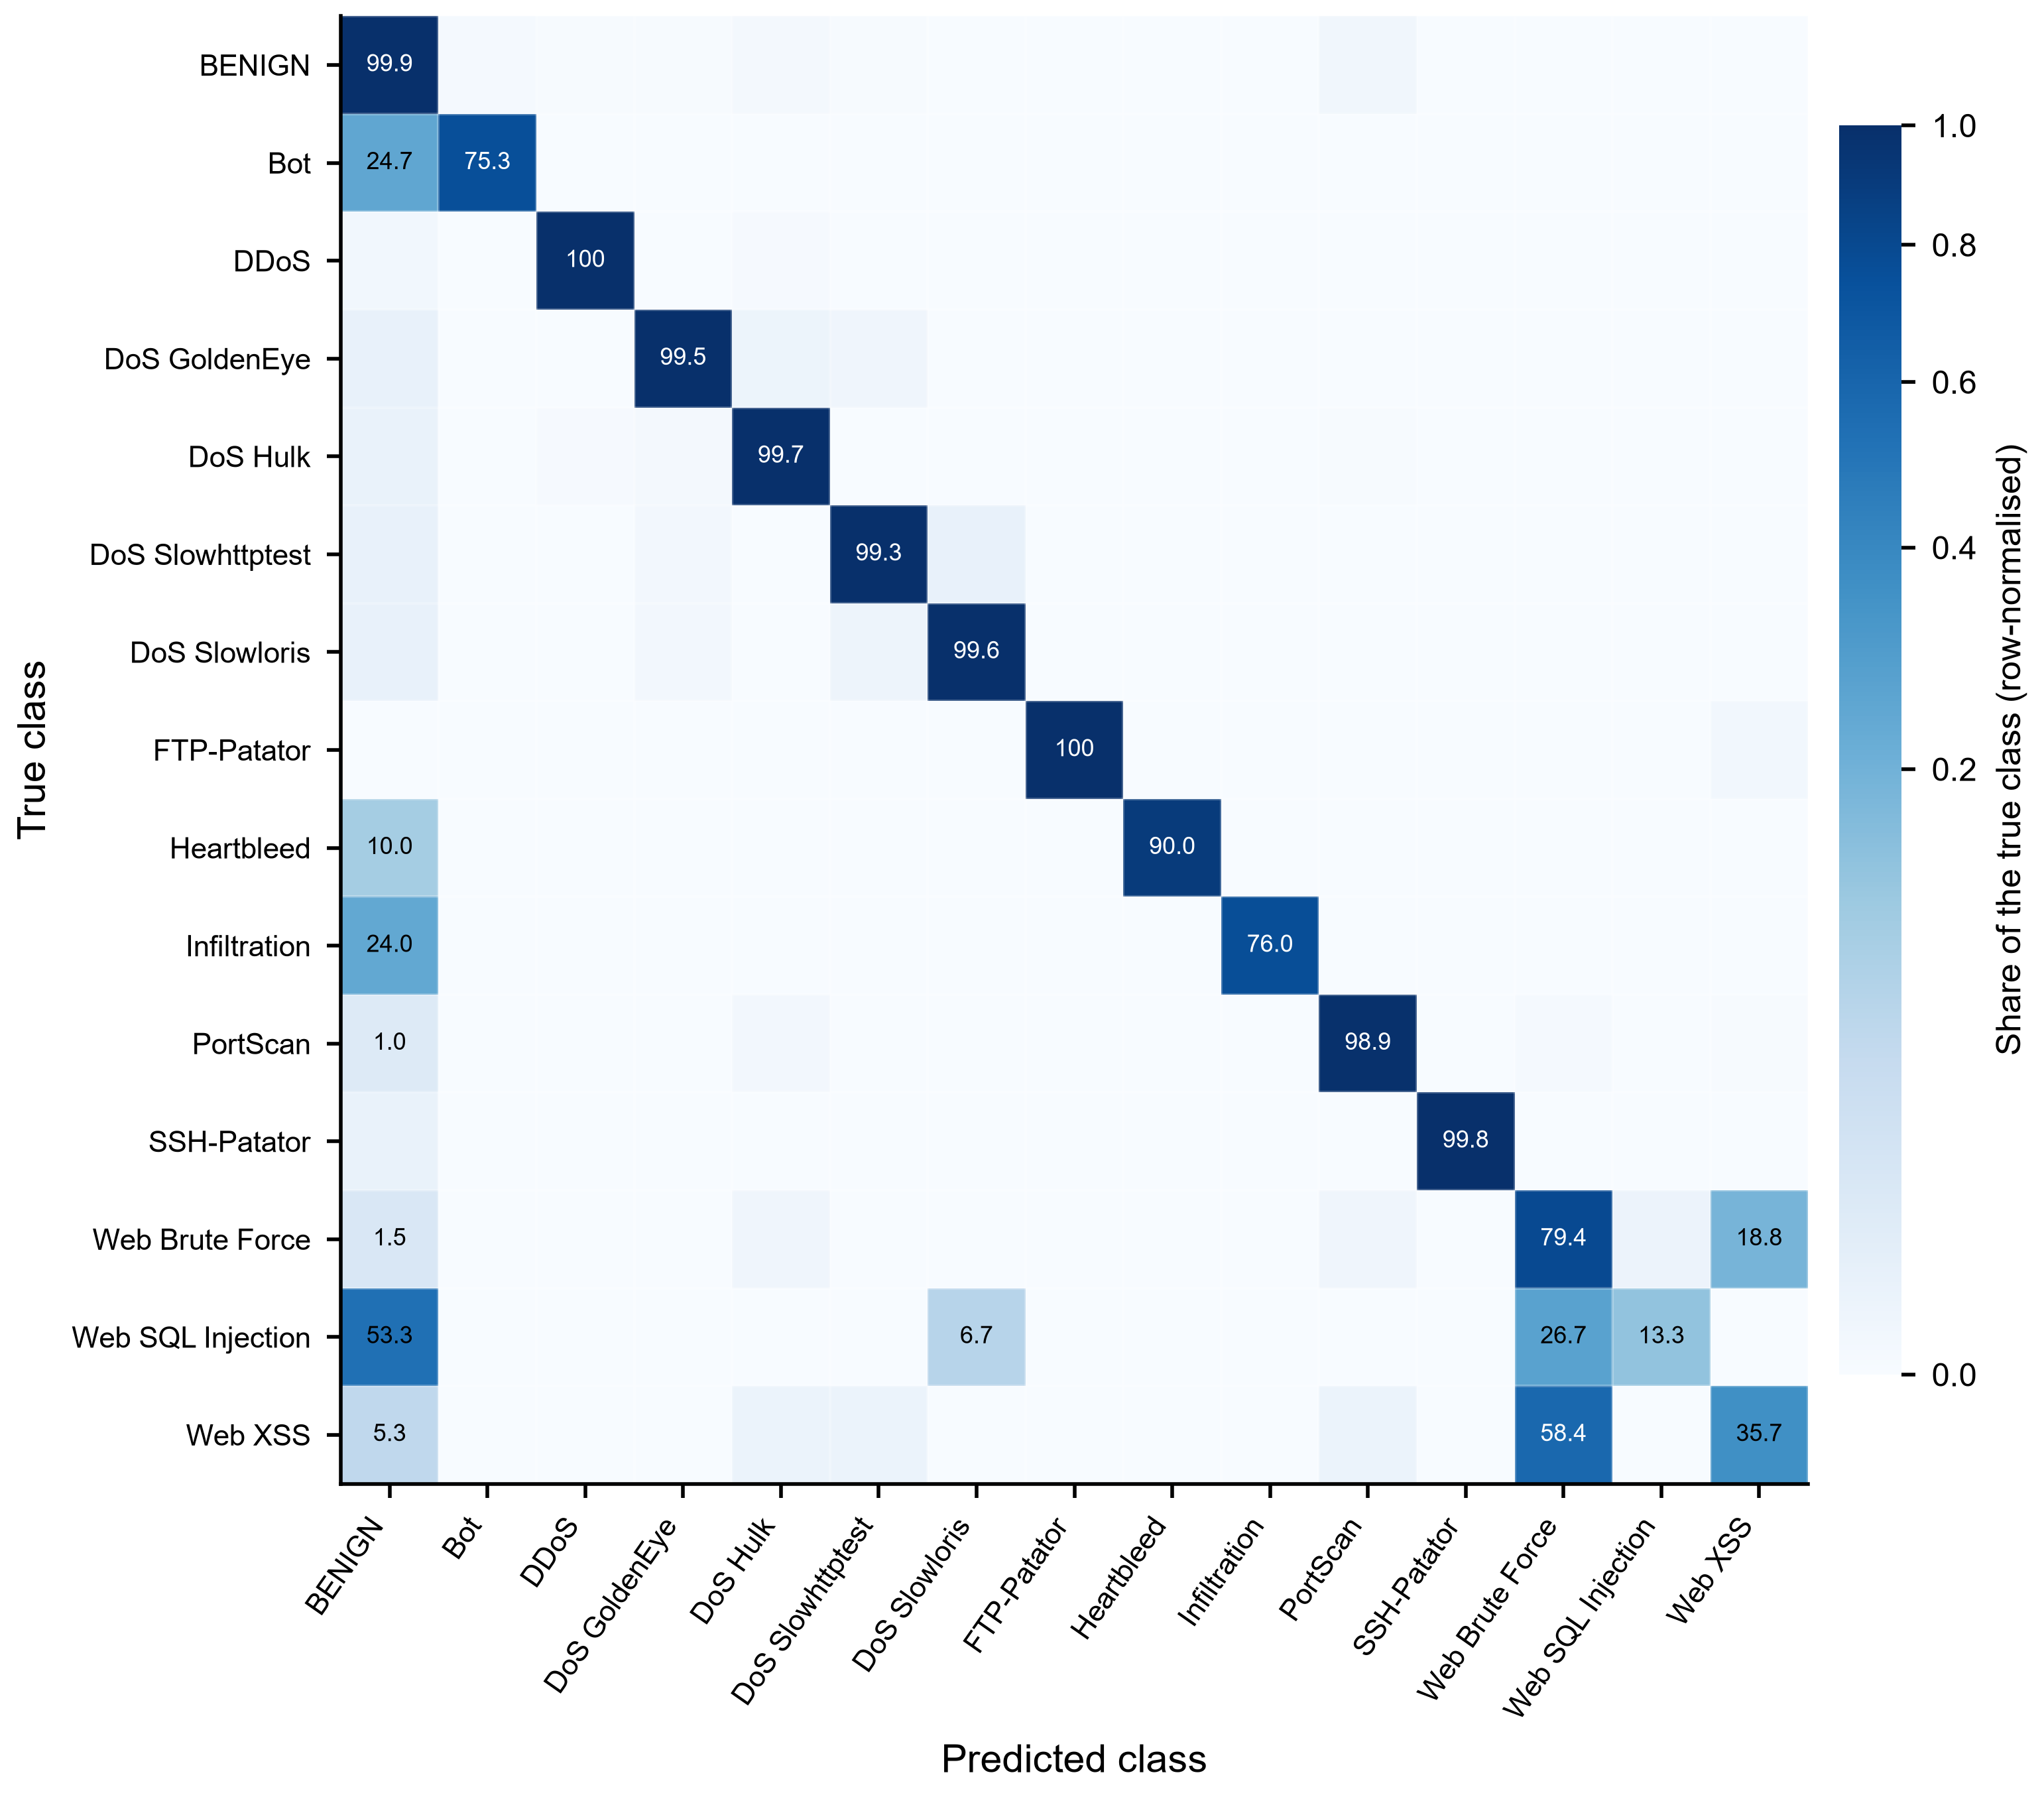 BENIGN 99.9
Bot 24.7 75.3
DDoS 100
DoS GoldenEye 99.5
DoS Hulk 99.7
DoS Slowhttptest 99.3
DoS Slowloris 99.6
FTP-Patator 100
Heartbleed 10.0 90.0
Infiltration 24.0 76.0
PortScan 1.0 98.9
SSH-Patator 99.8
Web Brute Force 1.5 79.4 18.8
Web SQL Injection 53.3 6.7 26.7 13.3
Web XSS 5.3 58.4 35.7
True class
BENIGN
Bot
DDoS
DoS GoldenEye
DoS Hulk
DoS Slowhttptest
DoS Slowloris
FTP-Patator
Heartbleed
Infiltration
PortScan
SSH-Patator
Web Brute Force
Web SQL Injection
Web XSS
Predicted class
1.0
0.8
0.6
0.4
0.2
0.0
Share of the true class (row-normalised)